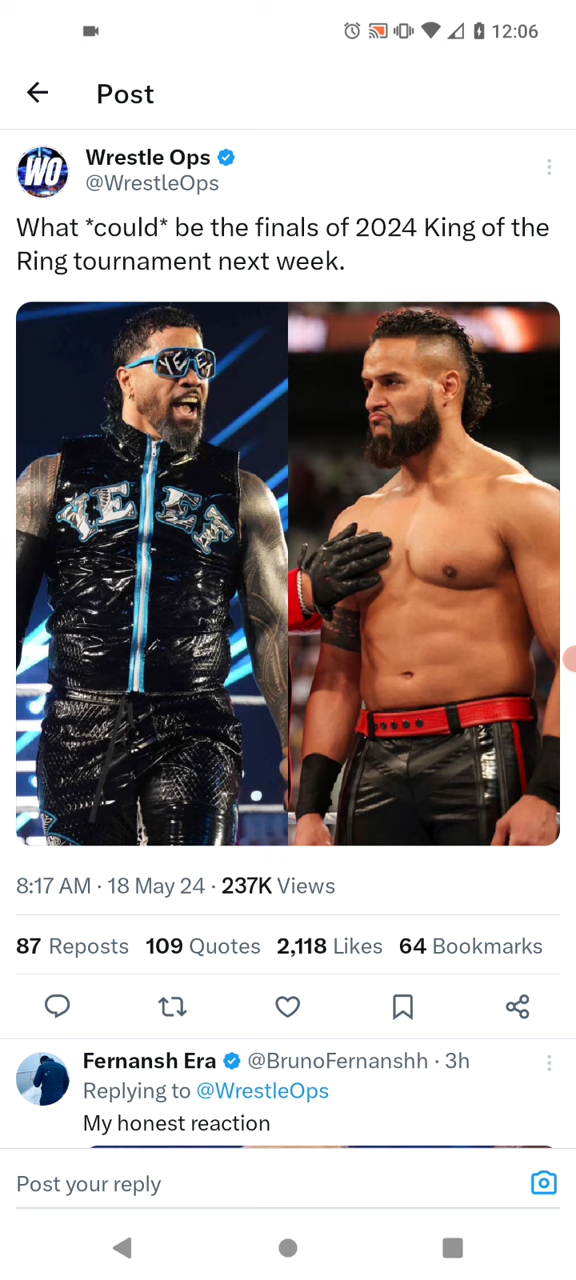 12:06
Post
WO
Wrestle Ops
@WrestleOps
What *could* be the finals of 2024 King of the
Ring tournament next week.
YEET
YEET
8:17 AM · 18 May 24 · 237K Views
87 Reposts 109 Quotes 2,118 Likes 64 Bookmarks
Fernansh Era @BrunoFernanshh · 3h
Replying to @WrestleOps
My honest reaction
Post your reply